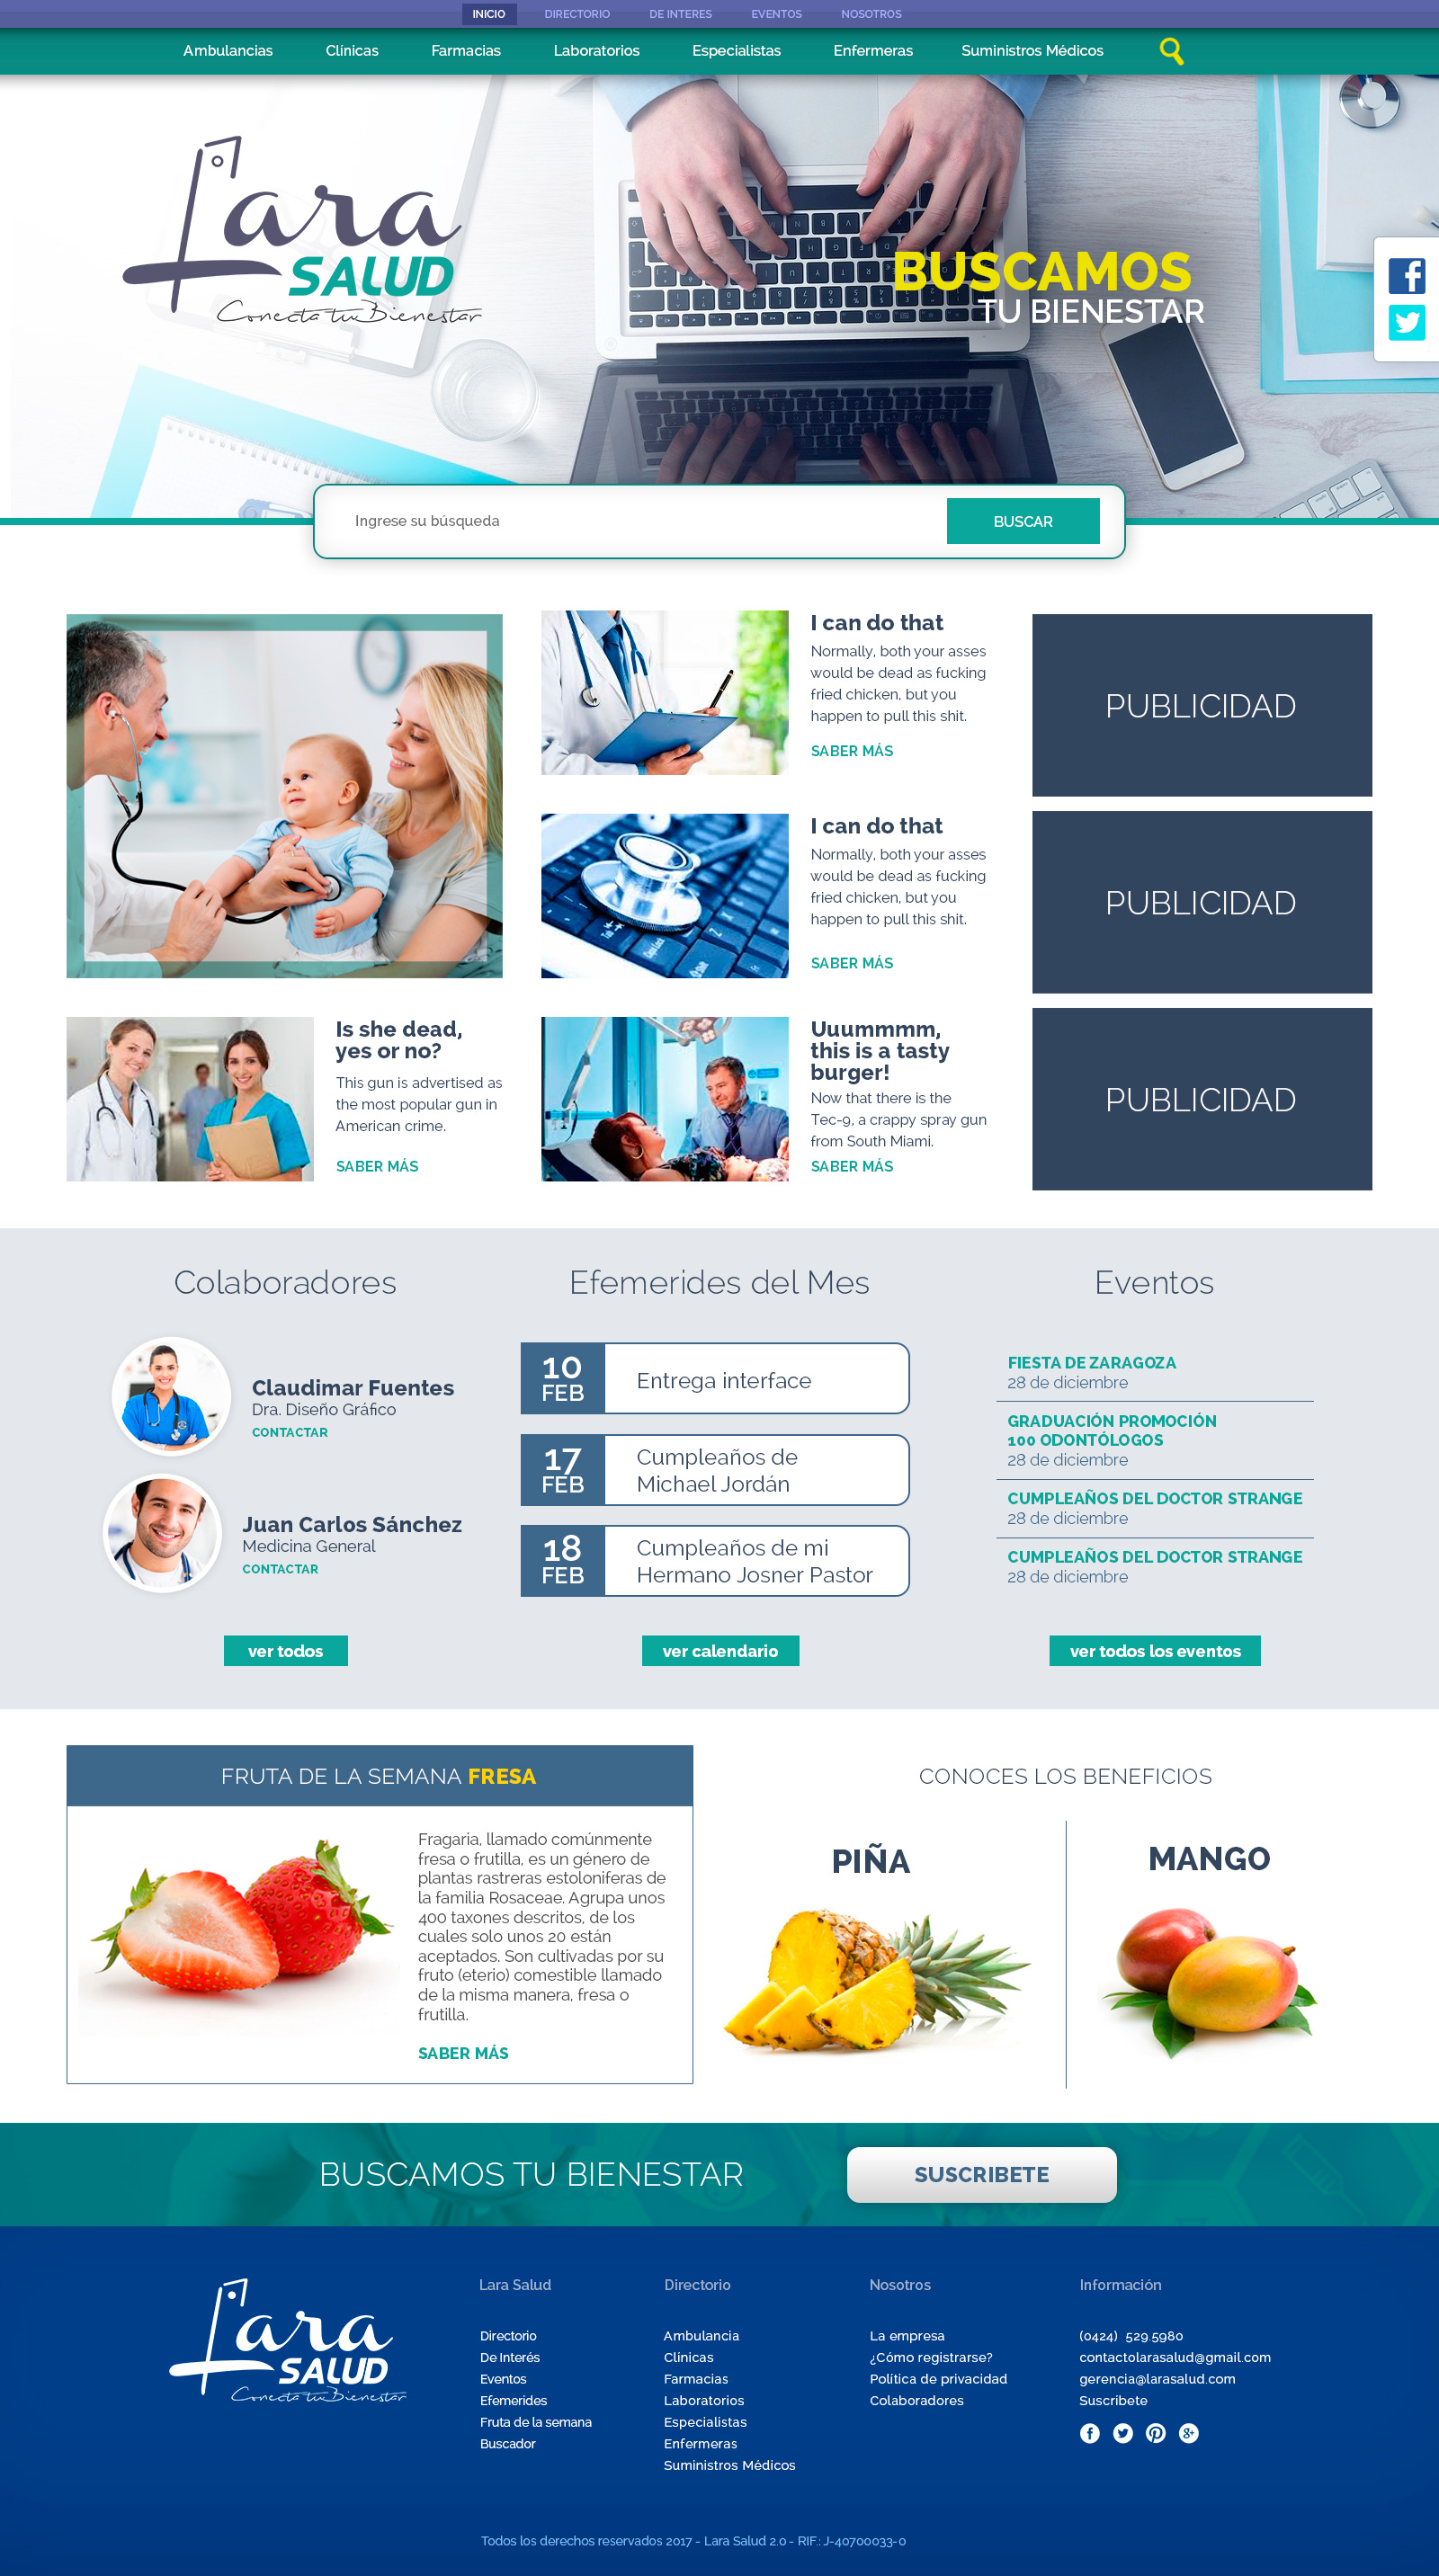 INICIO DIRECTORIO DE INTERES EVENTOS NOSOTROS
Ambulancias Clínicas Farmacias Laboratorios Especialistas Enfermeras Suministros Médicos
Lara
SALUD
Conecta tu Bienestar
BUSCAMOS
TU BIENESTAR
Ingrese su búsqueda
BUSCAR
I can do that
Normally, both your asses
would be dead as fucking
fried chicken, but you
happen to pull this shit.
SABER MÁS
I can do that
Normally, both your asses
would be dead as fucking
fried chicken, but you
happen to pull this shit.
SABER MÁS
Is she dead,
yes or no?
This gun is advertised as
the most popular gun in
American crime.
SABER MÁS
Uuummmm,
this is a tasty
burger!
Now that there is the
Tec-9, a crappy spray gun
from South Miami.
SABER MÁS
PUBLICIDAD
PUBLICIDAD
PUBLICIDAD
Colaboradores
Claudimar Fuentes
Dra. Diseño Gráfico
CONTACTAR
Juan Carlos Sánchez
Medicina General
CONTACTAR
ver todos
Efemerides del Mes
10
FEB
Entrega interface
17
FEB
Cumpleaños de
Michael Jordán
18
FEB
Cumpleaños de mi
Hermano Josner Pastor
ver calendario
Eventos
FIESTA DE ZARAGOZA
28 de diciembre
GRADUACIÓN PROMOCIÓN
100 ODONTÓLOGOS
28 de diciembre
CUMPLEAÑOS DEL DOCTOR STRANGE
28 de diciembre
CUMPLEAÑOS DEL DOCTOR STRANGE
28 de diciembre
ver todos los eventos
FRUTA DE LA SEMANA FRESA
Fragaria, llamado comúnmente
fresa o frutilla, es un género de
plantas rastreras estoloniferas de
la familia Rosaceae. Agrupa unos
400 taxones descritos, de los
cuales solo unos 20 están
aceptados. Son cultivadas por su
fruto (eterio) comestible llamado
de la misma manera, fresa o
frutilla.
SABER MÁS
CONOCES LOS BENEFICIOS
PIÑA
MANGO
BUSCAMOS TU BIENESTAR
SUSCRIBETE
Lara
SALUD
Conecta tu Bienestar
Lara Salud
Directorio
De Interés
Eventos
Efemerides
Fruta de la semana
Buscador
Directorio
Ambulancia
Clínicas
Farmacias
Laboratorios
Especialistas
Enfermeras
Suministros Médicos
Nosotros
La empresa
¿Cómo registrarse?
Política de privacidad
Colaboradores
Información
(0424) 529.5980
contactolarasalud@gmail.com
gerencia@larasalud.com
Suscríbete
Todos los derechos reservados 2017 - Lara Salud 2.0 - RIF.: J-40700033-0